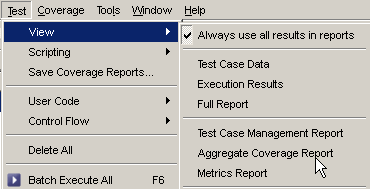 Test Coverage Tools Window Help
View
Scripting
Save Coverage Reports...
User Code
Control Flow
Delete All
Batch Execute All F6
Always use all results in reports
Test Case Data
Execution Results
Full Report
Test Case Management Report
Aggregate Coverage Report
Metrics Report